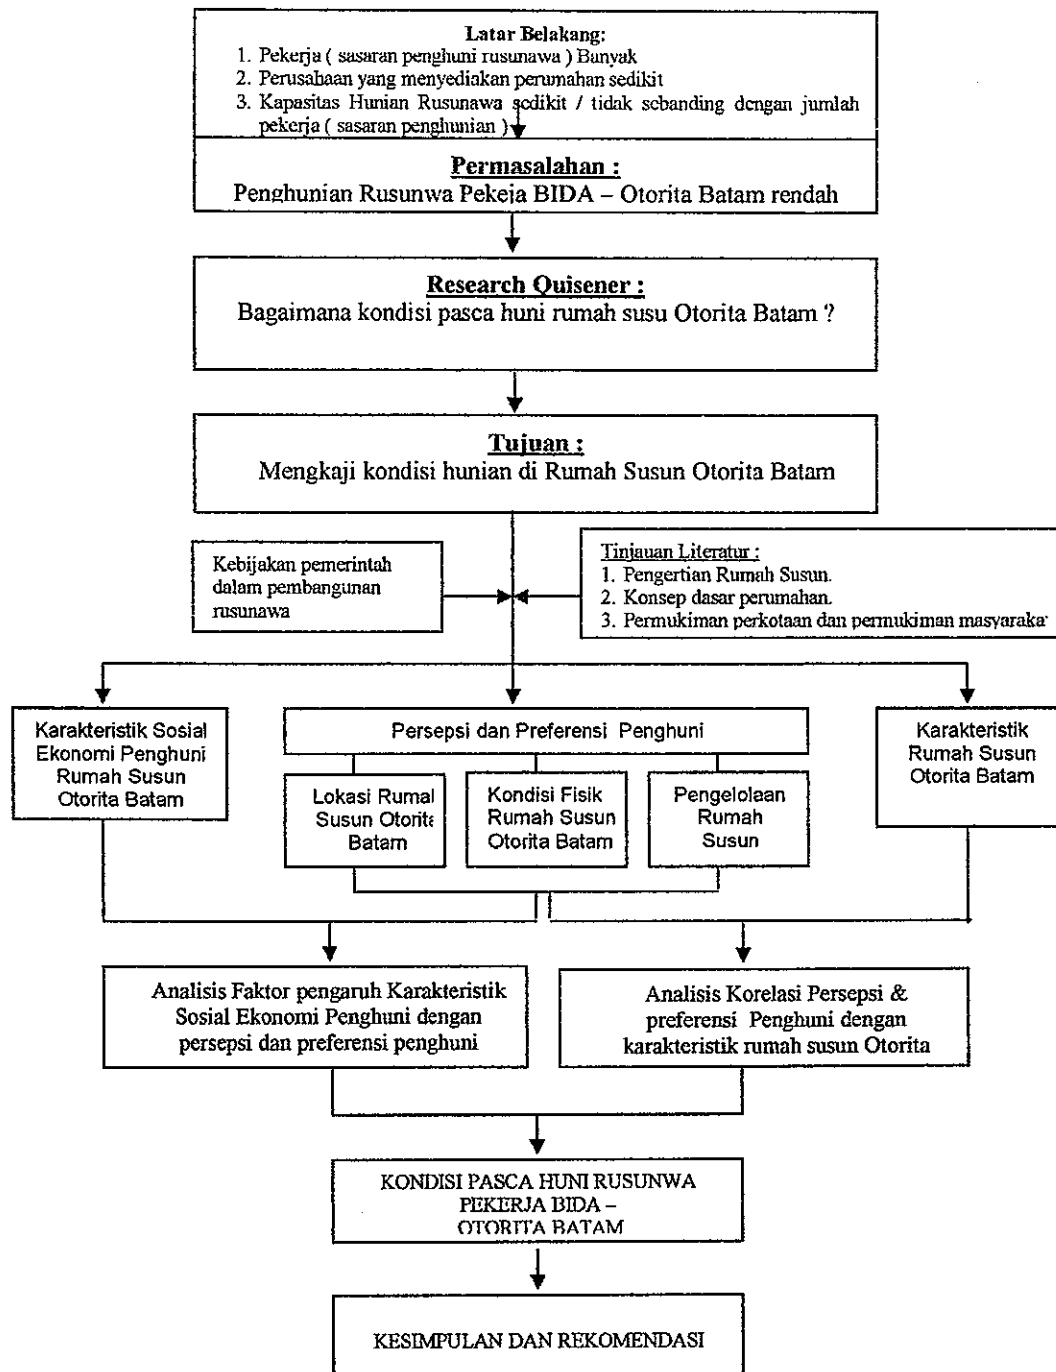 Latar Belakang:
1. Pekerja ( sasaran penghuni rusunawa ) Banyak
2. Perusahaan yang menyediakan perumahan sedikit
3. Kapasitas Hunian Rusunawa sedikit / tidak sebanding dengan jumlah
pekerja ( sasaran penghunian )
Permasalahan :
Penghunian Rusunwa Pekeja BIDA – Otorita Batam rendah
Research Quisener :
Bagaimana kondisi pasca huni rumah susu Otorita Batam ?
Tujuan :
Mengkaji kondisi hunian di Rumah Susun Otorita Batam
Kebijakan pemerintah
dalam pembangunan
rusunawa
Tinjauan Literatur :
1. Pengertian Rumah Susun.
2. Konsep dasar perumahan.
3. Permukiman perkotaan dan permukiman masyaraka
Karakteristik Sosial
Ekonomi Penghuni
Rumah Susun
Otorita Batam
Persepsi dan Preferensi Penghuni
Lokasi Rumal
Susun Otorita
Batam
Kondisi Fisik
Rumah Susun
Otorita Batam
Pengelolaan
Rumah
Susun
Karakteristik
Rumah Susun
Otorita Batam
Analisis Faktor pengaruh Karakteristik
Sosial Ekonomi Penghuni dengan
persepsi dan preferensi penghuni
Analisis Korelasi Persepsi &
preferensi Penghuni dengan
karakteristik rumah susun Otorita
KONDISI PASCA HUNI RUSUNWA
PEKERJA BIDA –
OTORITA BATAM
KESIMPULAN DAN REKOMENDASI